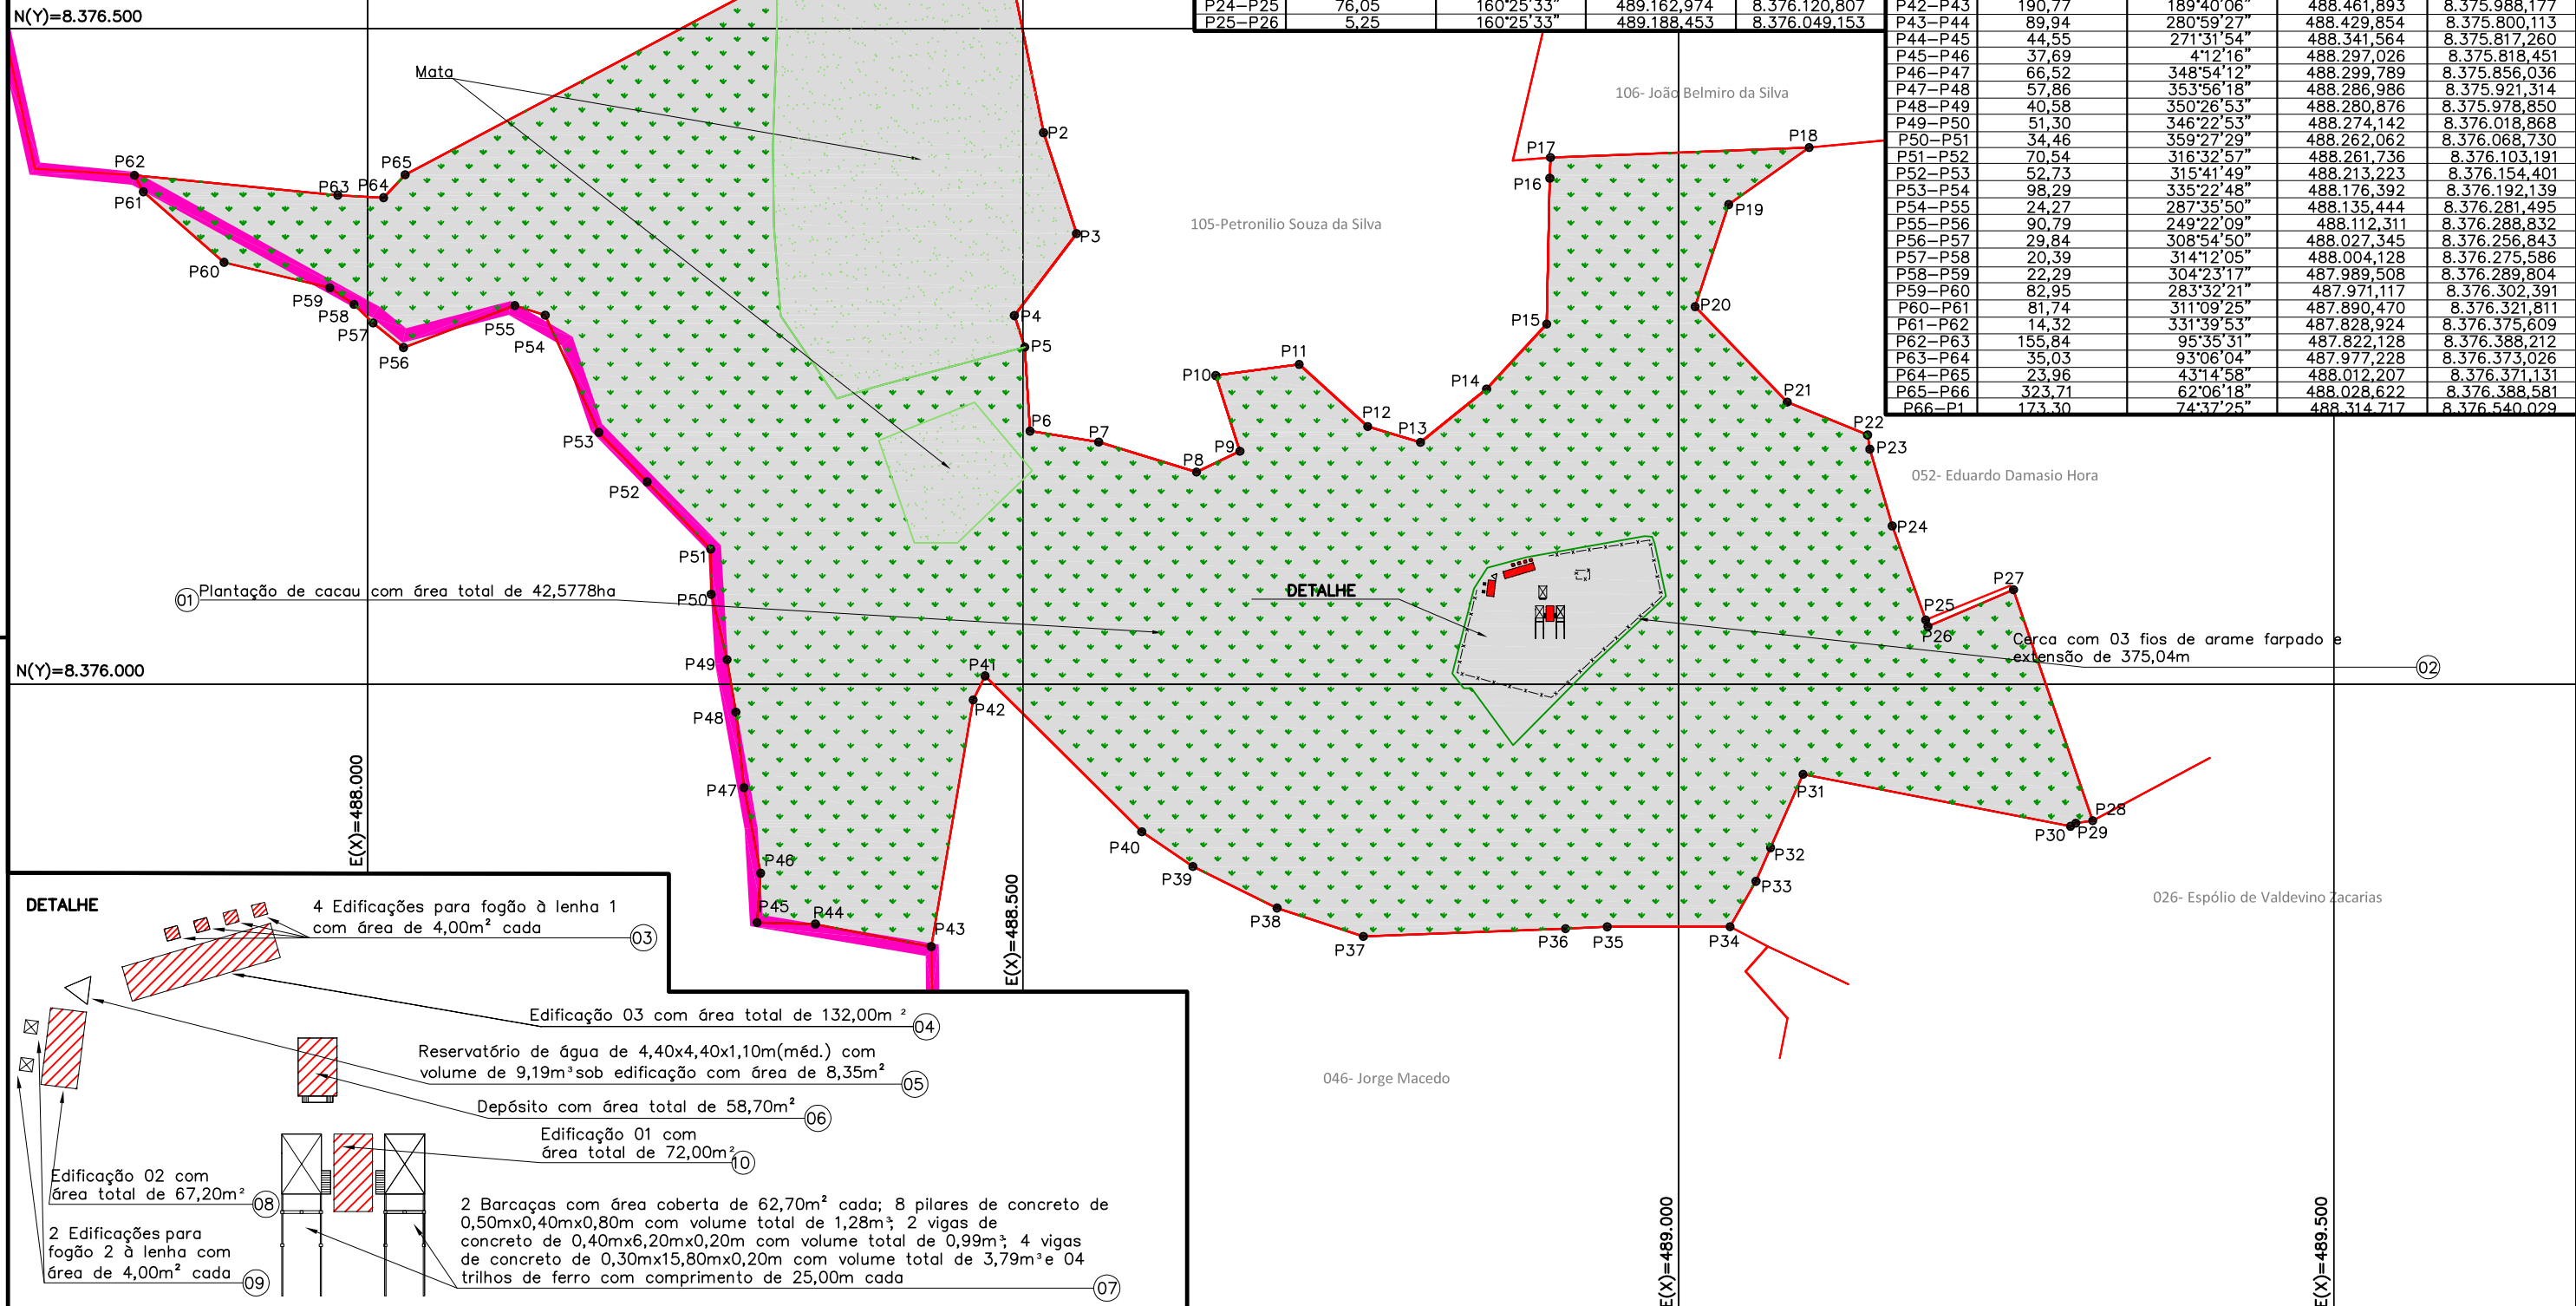 N(Y)=8.376.500
P24-P25 76,05 160°25'33" 489.162,974 8.376.120,807
P25-P26 5,25 160°25'33" 489.188,453 8.376.049,153
P42-P43 190,77 189°40'06" 488.461,893 8.375.988,177
P43-P44 89,94 280°59'27" 488.429,854 8.375.800,113
P44-P45 44,55 271°31'54" 488.341,564 8.375.817,260
P45-P46 37,69 4°12'16" 488.297,026 8.375.818,451
P46-P47 66,52 348°54'12" 488.299,789 8.375.856,036
P47-P48 57,86 353°56'18" 488.286,986 8.375.921,314
P48-P49 40,58 350°26'53" 488.280,876 8.375.978,850
P49-P50 51,30 346°22'53" 488.274,142 8.376.018,868
P50-P51 34,46 359°27'29" 488.262,062 8.376.068,730
P51-P52 70,54 316°32'57" 488.261,736 8.376.103,191
P52-P53 52,73 315°41'49" 488.213,223 8.376.154,401
P53-P54 98,29 335°22'48" 488.176,392 8.376.192,139
P54-P55 24,27 287°35'50" 488.135,444 8.376.281,495
P55-P56 90,79 249°22'09" 488.112,311 8.376.288,832
P56-P57 29,84 308°54'50" 488.027,345 8.376.256,843
P57-P58 20,39 314°12'05" 488.004,128 8.376.275,586
P58-P59 22,29 304°23'17" 487.989,508 8.376.289,804
P59-P60 82,95 283°32'21" 487.971,117 8.376.302,391
P60-P61 81,74 311°09'25" 487.890,470 8.376.321,811
P61-P62 14,32 331°39'53" 487.828,924 8.376.375,609
P62-P63 155,84 95°35'31" 487.822,128 8.376.388,212
P63-P64 35,03 93°06'04" 487.977,228 8.376.373,026
P64-P65 23,96 43°14'58" 488.012,207 8.376.371,131
P65-P66 323,71 62°06'18" 488.028,622 8.376.388,581
P66-P1 173,30 74°37'25" 488.314,717 8.376.540,029
Mata
106- João Belmiro da Silva
P2
P17
P18
P62
P63
P64
P65
P16
P61
P19
105-Petronilio Souza da Silva
P3
P60
P59
P58
P57
P56
P55
P54
P4
P5
P20
P15
P11
P10
P14
P21
P12
P13
P6
P7
P8
P9
P22
P23
P53
P52
052- Eduardo Damasio Hora
P24
P51
01
Plantação de cacau com área total de 42,5778ha
P50
DETALHE
P27
P25
P26
Cerca com 03 fios de arame farpado e
extensão de 375,04m
02
N(Y)=8.376.000
P49
P41
P42
P48
P47
P31
P28
P29
P30
P40
P32
P39
P33
P46
E(X)=488.000
026- Espólio de Valdevino Zacarias
P45
P44
P43
P38
P37
P36
P35
P34
E(X)=488.500
046- Jorge Macedo
E(X)=489.000
E(X)=489.500
DETALHE
4 Edificações para fogão à lenha 1
com área de 4,00m² cada
03
Edificação 03 com área total de 132,00m ²
04
Reservatório de água de 4,40x4,40x1,10m(méd.) com
volume de 9,19m³sob edificação com área de 8,35m²
05
Depósito com área total de 58,70m²
06
Edificação 01 com
área total de 72,00m²
10
Edificação 02 com
área total de 67,20m²
08
2 Edificações para
fogão 2 à lenha com
área de 4,00m² cada
09
2 Barcaças com área coberta de 62,70m² cada; 8 pilares de concreto de
0,50mx0,40mx0,80m com volume total de 1,28m³; 2 vigas de
concreto de 0,40mx6,20mx0,20m com volume total de 0,99m³; 4 vigas
de concreto de 0,30mx15,80mx0,20m com volume total de 3,79m³e 04
trilhos de ferro com comprimento de 25,00m cada
07